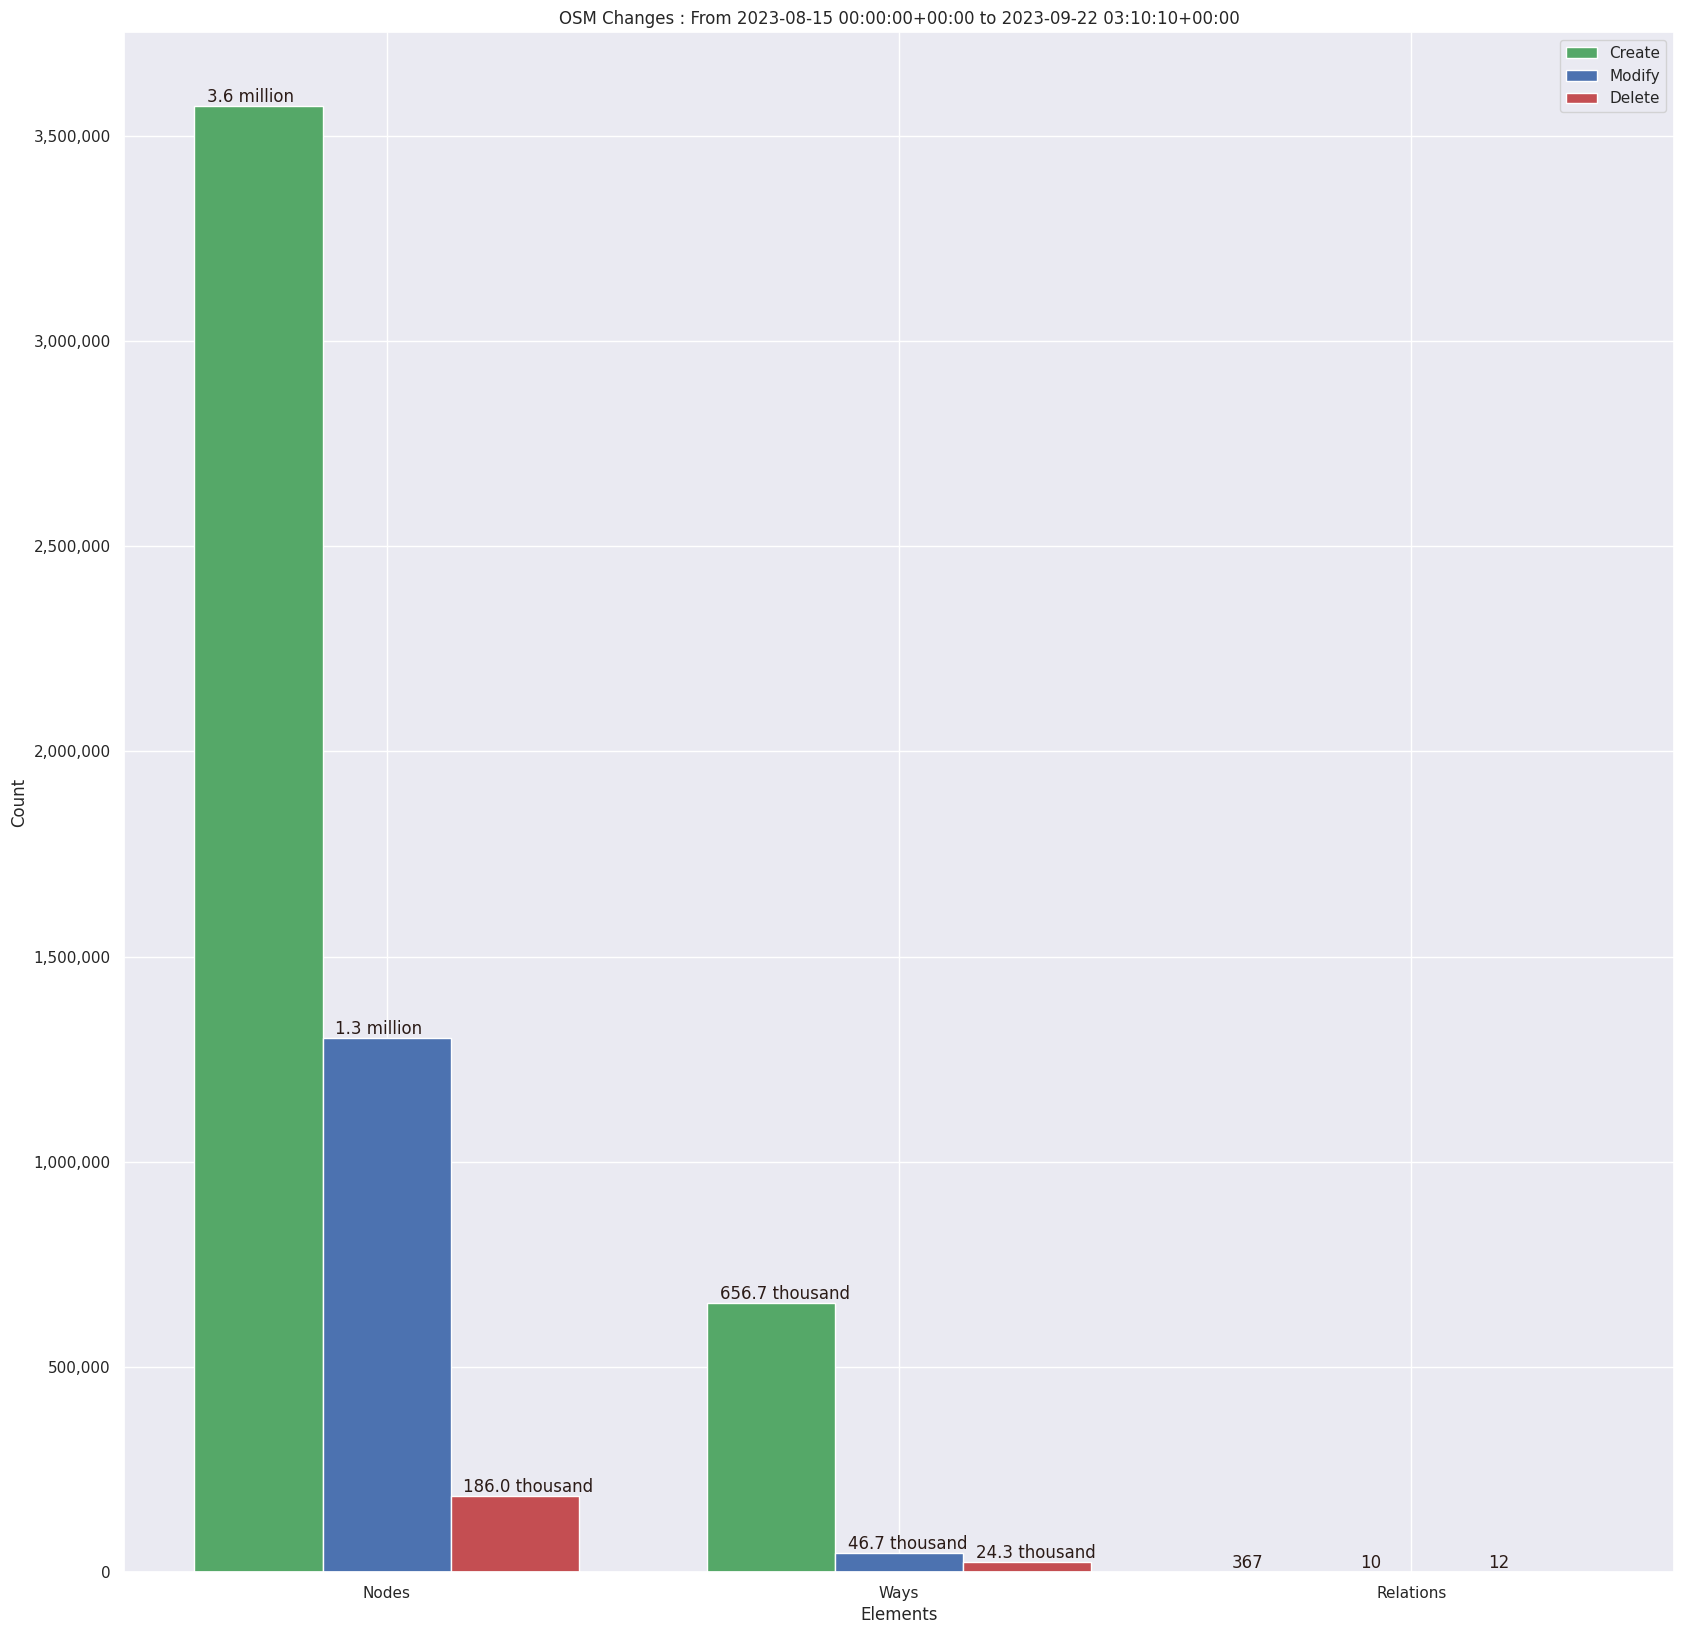 OSM Changes : From 2023-08-15 00:00:00+00:00 to 2023-09-22 03:10:10+00:00
Create
Modify
Delete
3.6 million
3,500,000
3,000,000
2,500,000
2,000,000
1,500,000
1,000,000
500,000
0
Count
1.3 million
186.0 thousand
656.7 thousand
46.7 thousand
24.3 thousand
367
10
12
Nodes
Ways
Relations
Elements